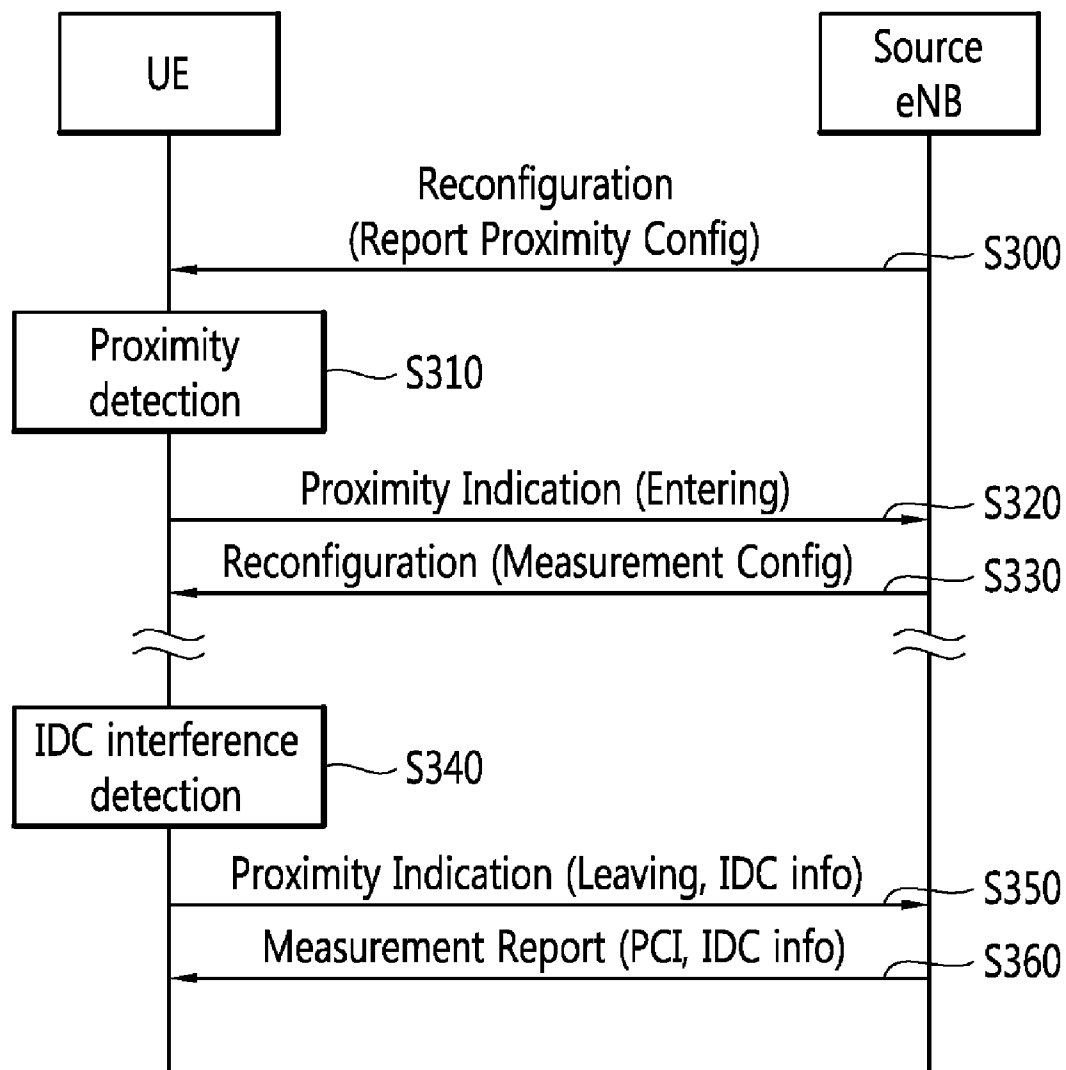 UE
Source
eNB
Reconfiguration
(Report Proximity Config)
S300
Proximity
detection
S310
Proximity Indication (Entering)
S320
Reconfiguration (Measurement Config)
S330
IDC interference
detection
S340
Proximity Indication (Leaving, IDC info)
S350
Measurement Report (PCI, IDC info)
S360